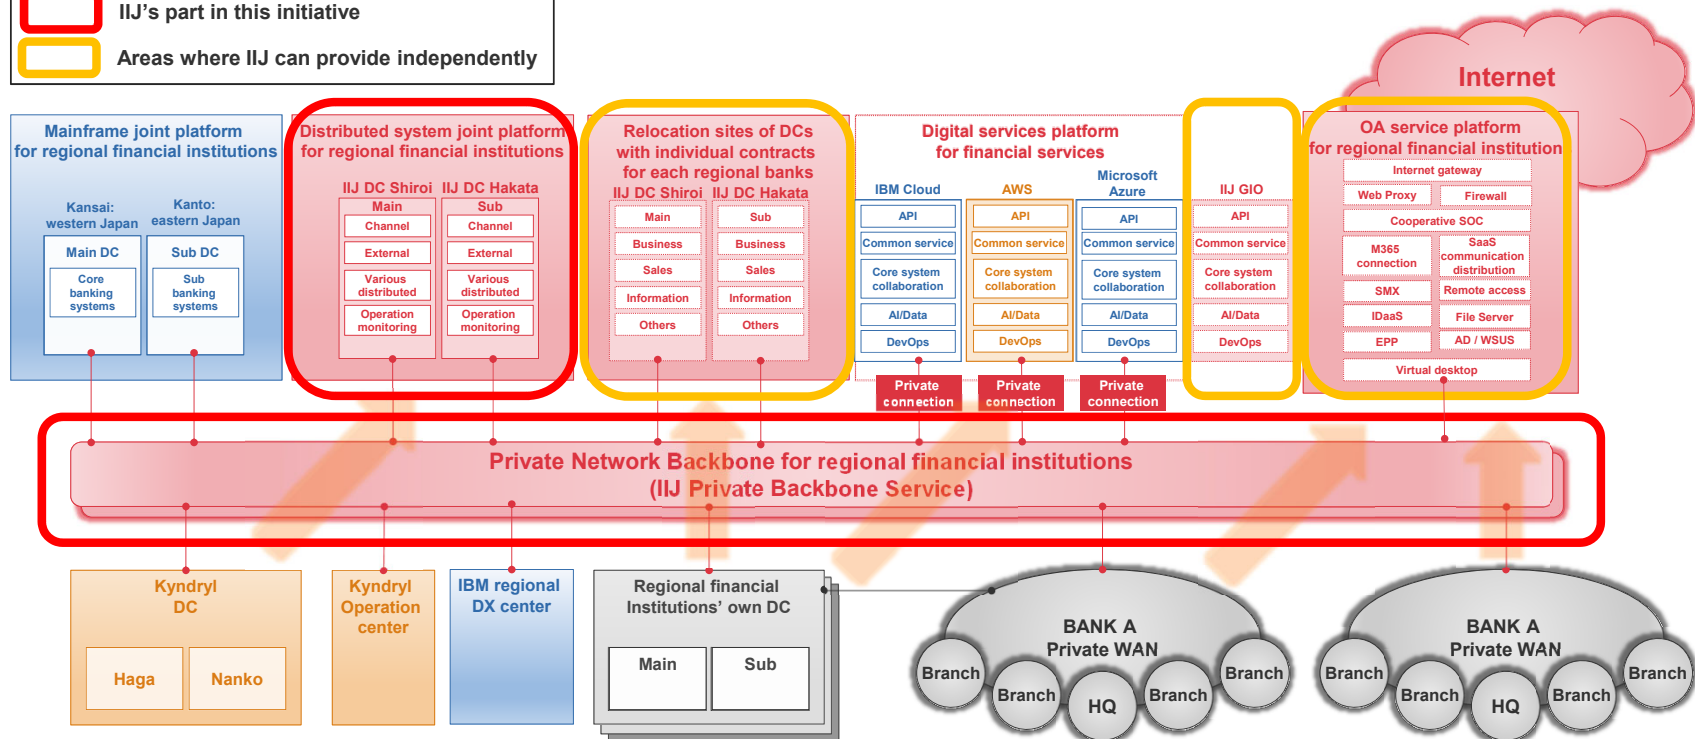 IIJ's part in this initiative
Areas where IIJ can provide independently
Internet
Mainframe joint platform
for regional financial institutions
Kansai:
western Japan
Kanto:
eastern Japan
Main DC
Core
banking
systems
Sub DC
Sub
banking
systems
Distributed system joint platform
for regional financial institutions
IIJ DC Shiroi
Main
Channel
External
Various
distributed
Operation
monitoring
IIJ DC Hakata
Sub
Channel
External
Various
distributed
Operation
monitoring
Relocation sites of DCs
with individual contracts
for each regional banks
IIJ DC Shiroi
Main
Business
Sales
Information
Others
IIJ DC Hakata
Sub
Business
Sales
Information
Others
Digital services platform
for financial services
IBM Cloud
API
Common service
Core system
collaboration
AI/Data
DevOps
AWS
API
Common service
Core system
collaboration
AI/Data
DevOps
Microsoft
Azure
API
Common service
Core system
collaboration
AI/Data
DevOps
IIJ GIO
API
Common service
Core system
collaboration
AI/Data
DevOps
OA service platform
for regional financial institution
Internet gateway
Web Proxy
Firewall
Cooperative SOC
M365
connection
SaaS
communication
distribution
SMX
Remote access
IDaaS
File Server
EPP
AD / WSUS
Virtual desktop
Private
connection
Private
connection
Private
connection
Private Network Backbone for regional financial institutions
(IIJ Private Backbone Service)
Kyndryl
DC
Haga
Nanko
Kyndryl
Operation
center
IBM regional
DX center
Regional financial
Institutions' own DC
Main
Sub
BANK A
Private WAN
Branch
Branch
HQ
Branch
Branch
BANK A
Private WAN
Branch
Branch
HQ
Branch
Branch